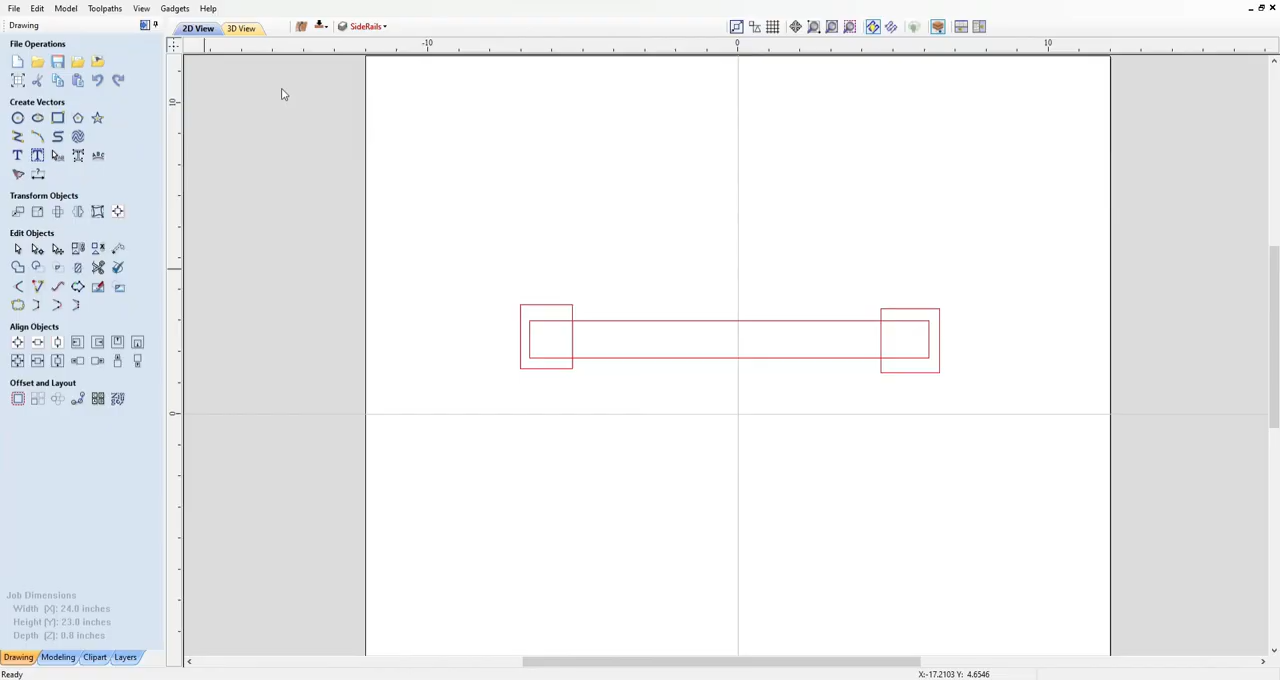 File Edit Model Toolpaths View Gadgets Help
Drawing
2D View 3D View SideRails
File Operations
-10 0 10
10
0
Create Vectors
Transform Objects
Edit Objects
Align Objects
Offset and Layout
Job Dimensions
Width (X): 24.0 inches
Height (Y): 23.0 inches
Depth (Z): 0.8 inches
Drawing Modeling Clipart Layers
Ready X:-17.2103 Y: 4.6546